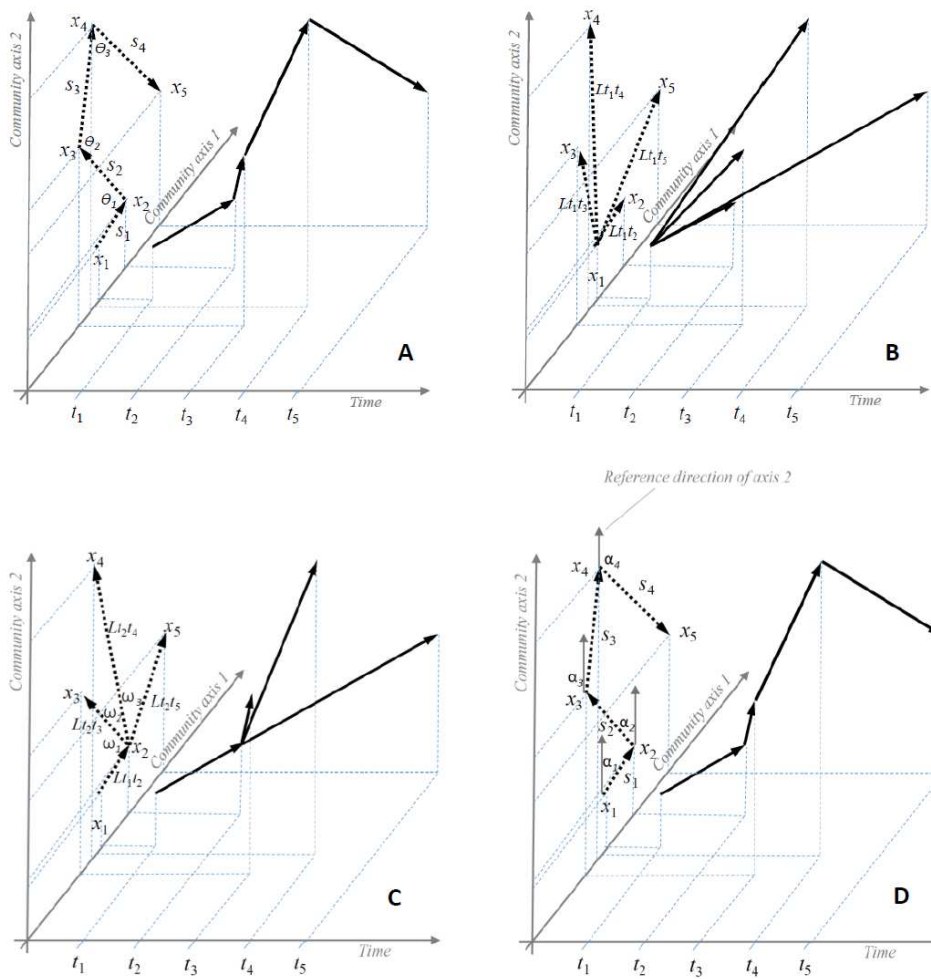 Community axis 2
x4
θ3
s4
s3
x5
x3
θ2
s2
θ1
x2
s1
x1
Community axis 1
A
Time
t1 t2 t3 t4 t5
Community axis 2
x4
Lt1t4
x5
x3
Lt1t5
Lt1t3
x2
Lt1t2
x1
Community axis 1
B
Time
t1 t2 t3 t4 t5
Community axis 2
x4
Lt2t4
x5
x3
ω3
ω2
Lt2t5
Lt2t3
ω1
x2
Lt1t2
x1
Community axis 1
C
Time
t1 t2 t3 t4 t5
Reference direction of axis 2
Community axis 2
x4
α4
s4
s3
x5
α3
x3
s2
α2
x2
α1
s1
x1
Community axis 1
D
Time
t1 t2 t3 t4 t5